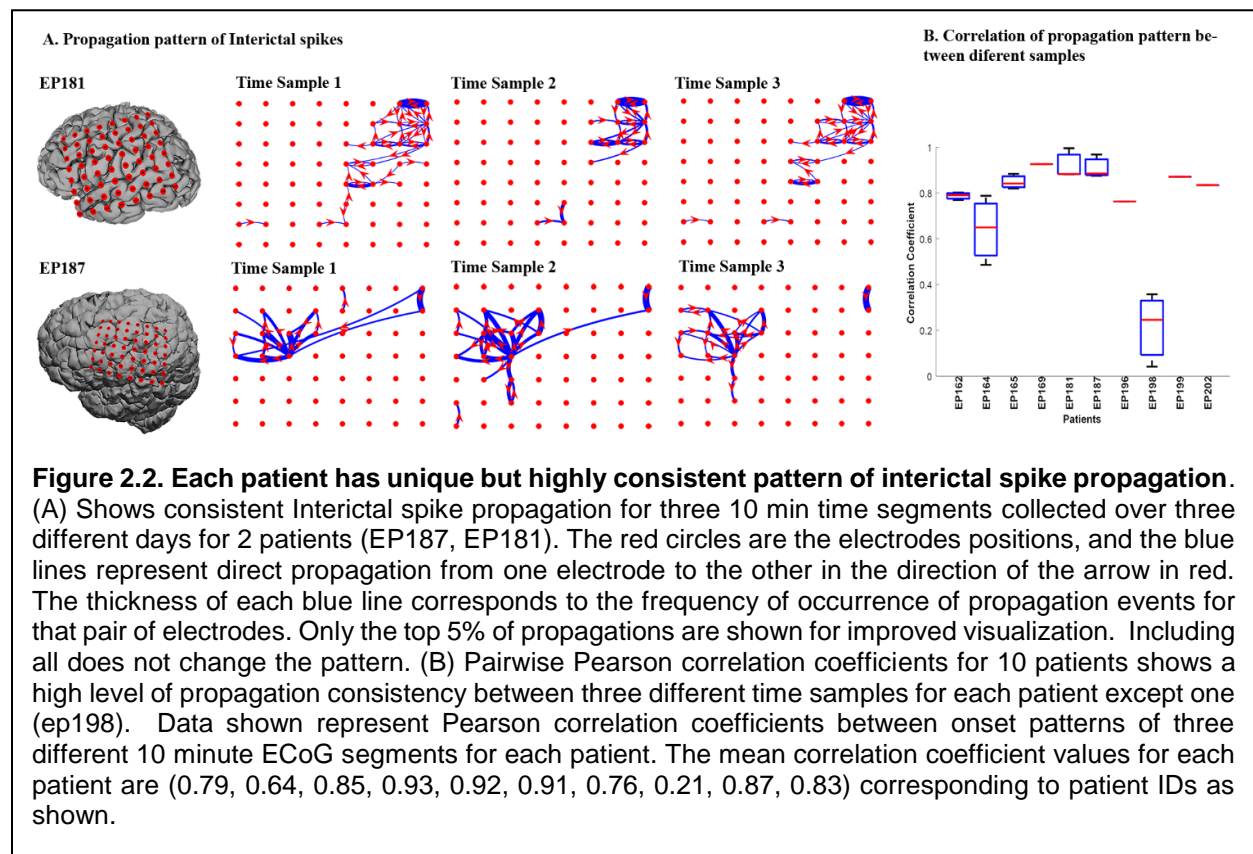 A. Propagation pattern of Interictal spikes
EP181
Time Sample 1
Time Sample 2
Time Sample 3
EP187
Time Sample 1
Time Sample 2
Time Sample 3
B. Correlation of propagation pattern be-
tween diferent samples
Correlation Coefficient
1
0.8
0.6
0.4
0.2
0
EP162
EP164
EP165
EP169
EP181
EP187
EP196
EP198
EP199
EP202
Patients
Figure 2.2. Each patient has unique but highly consistent pattern of interictal spike propagation.
(A) Shows consistent Interictal spike propagation for three 10 min time segments collected over three
different days for 2 patients (EP187, EP181). The red circles are the electrodes positions, and the blue
lines represent direct propagation from one electrode to the other in the direction of the arrow in red.
The thickness of each blue line corresponds to the frequency of occurrence of propagation events for
that pair of electrodes. Only the top 5% of propagations are shown for improved visualization. Including
all does not change the pattern. (B) Pairwise Pearson correlation coefficients for 10 patients shows a
high level of propagation consistency between three different time samples for each patient except one
(ep198). Data shown represent Pearson correlation coefficients between onset patterns of three
different 10 minute ECoG segments for each patient. The mean correlation coefficient values for each
patient are (0.79, 0.64, 0.85, 0.93, 0.92, 0.91, 0.76, 0.21, 0.87, 0.83) corresponding to patient IDs as
shown.